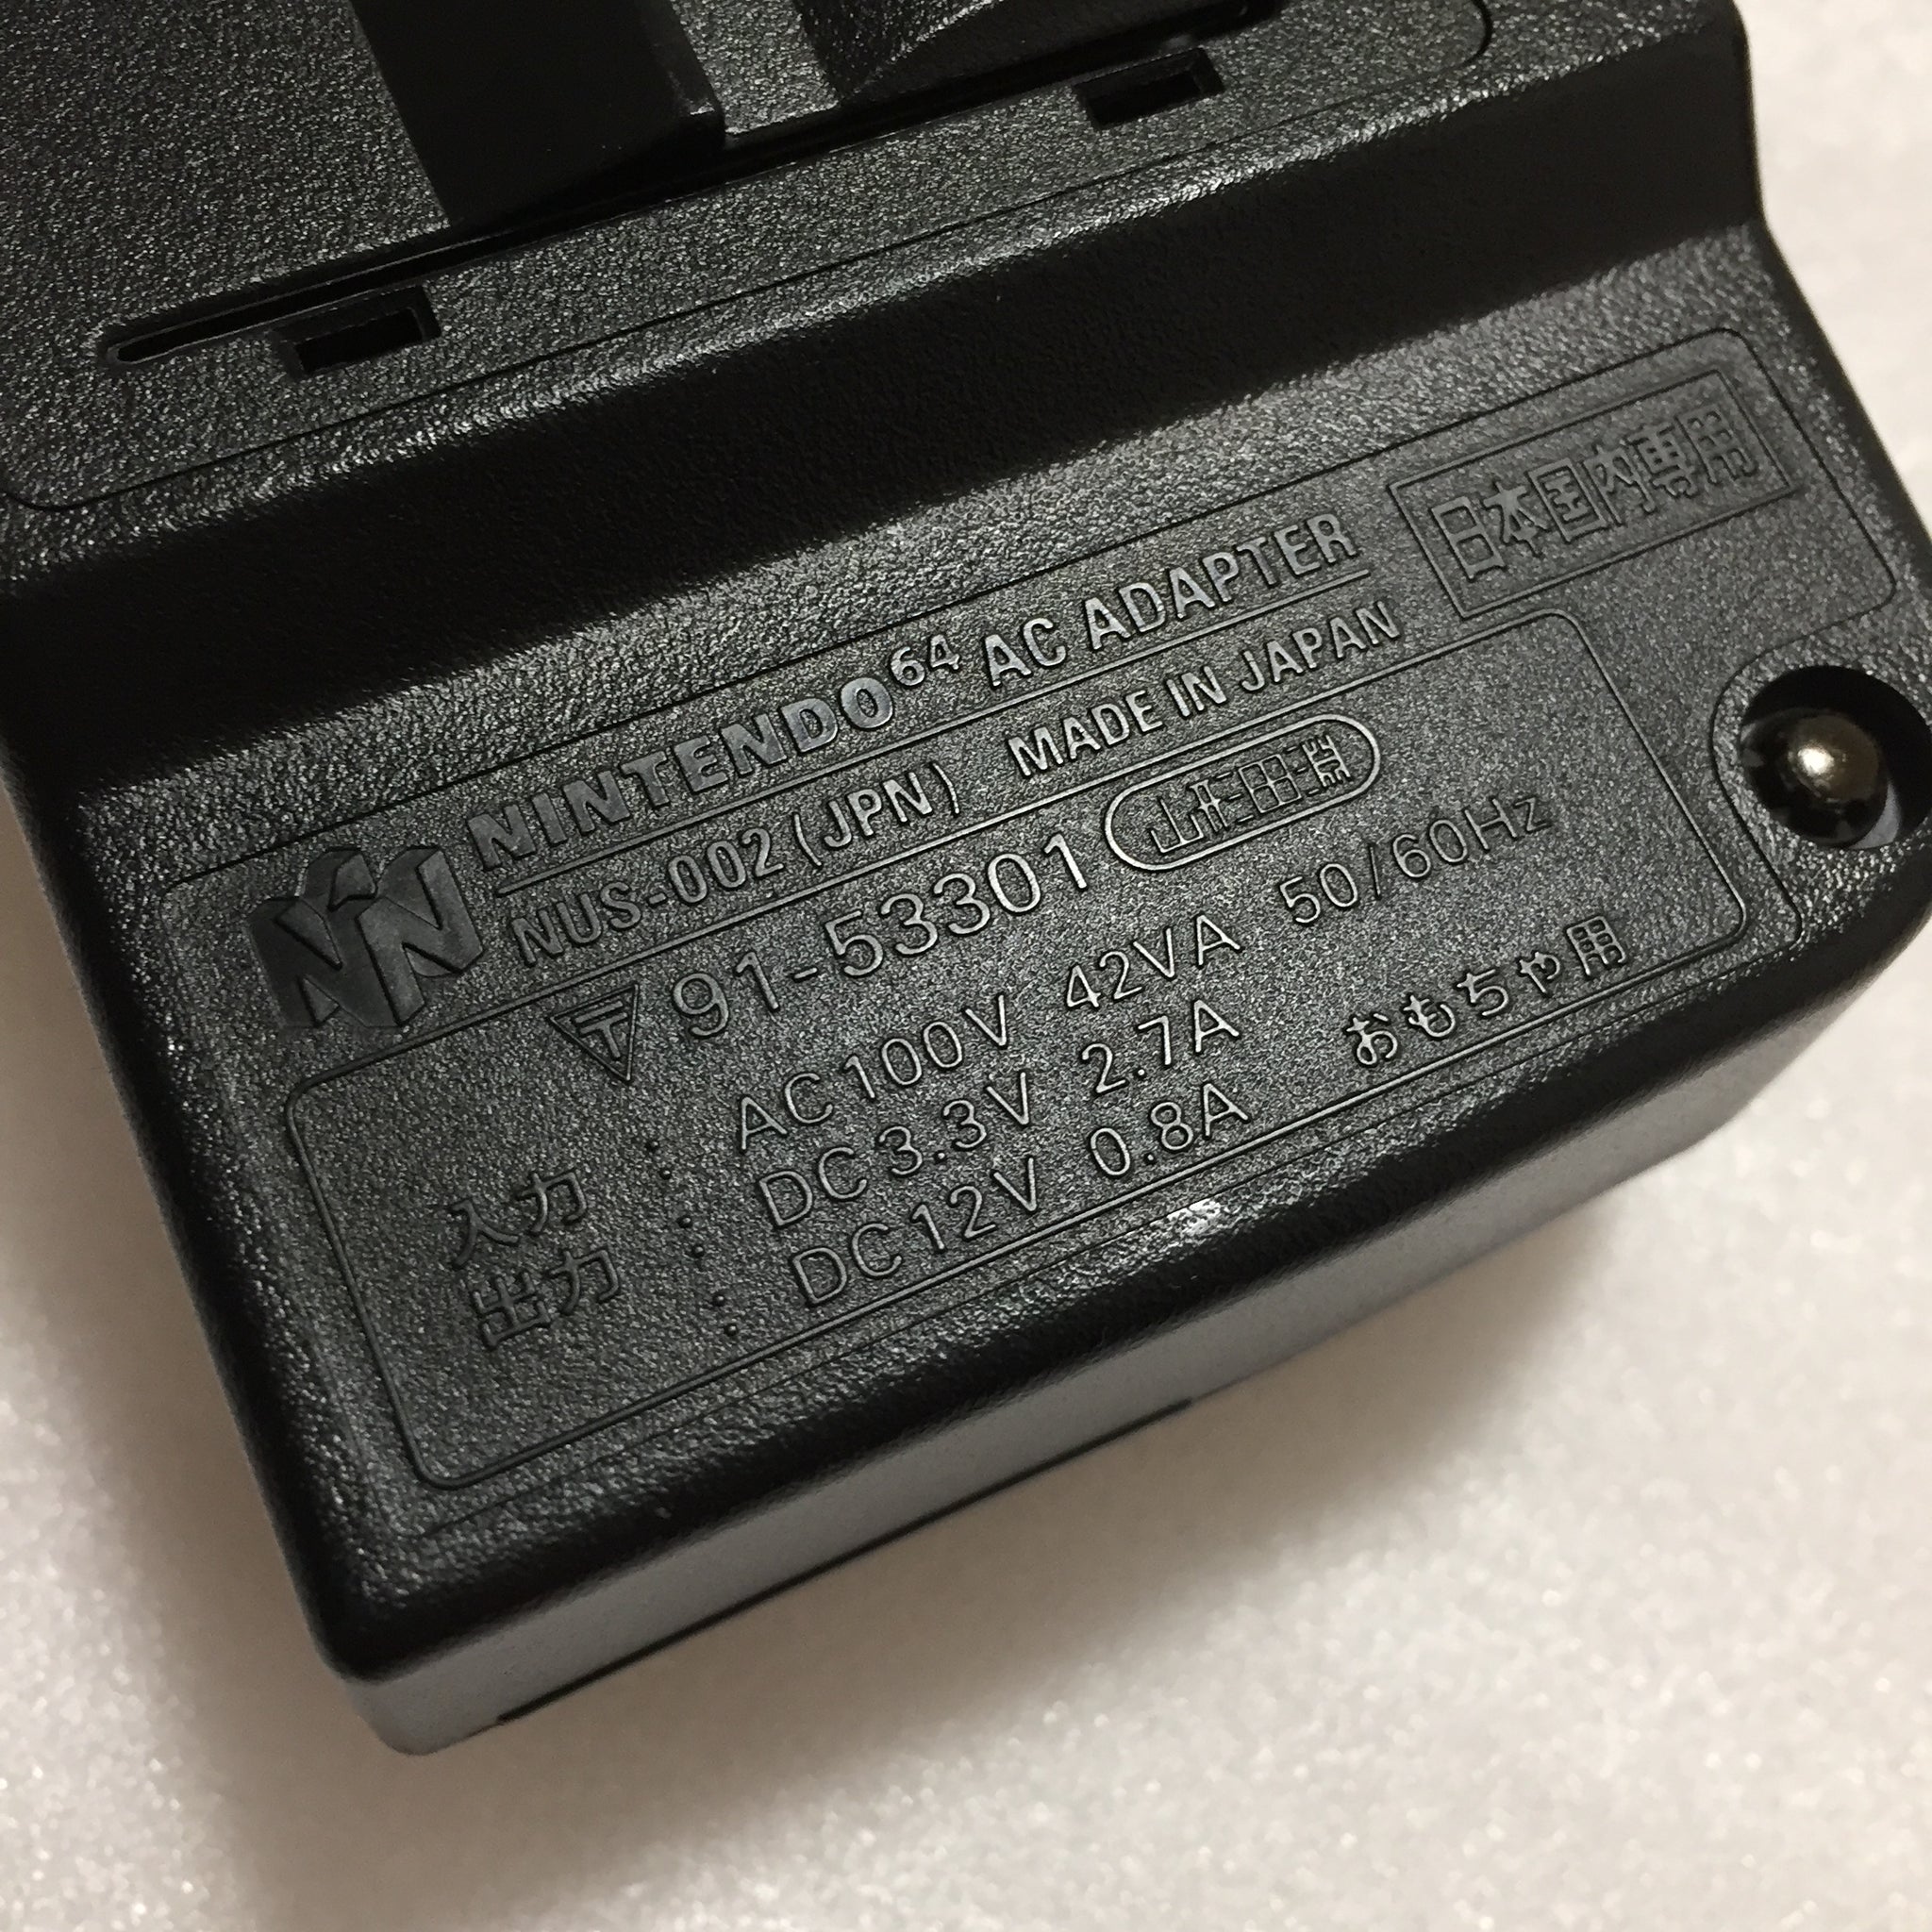 日本国内専用
NINTENDO64 AC ADAPTER
NUS-002 (JPN) MADE IN JAPAN
〒 91-53301
入力 : AC100V 42VA 50/60Hz
出力 : DC3.3V 2.7A
: DC12V 0.8A
おもちゃ用